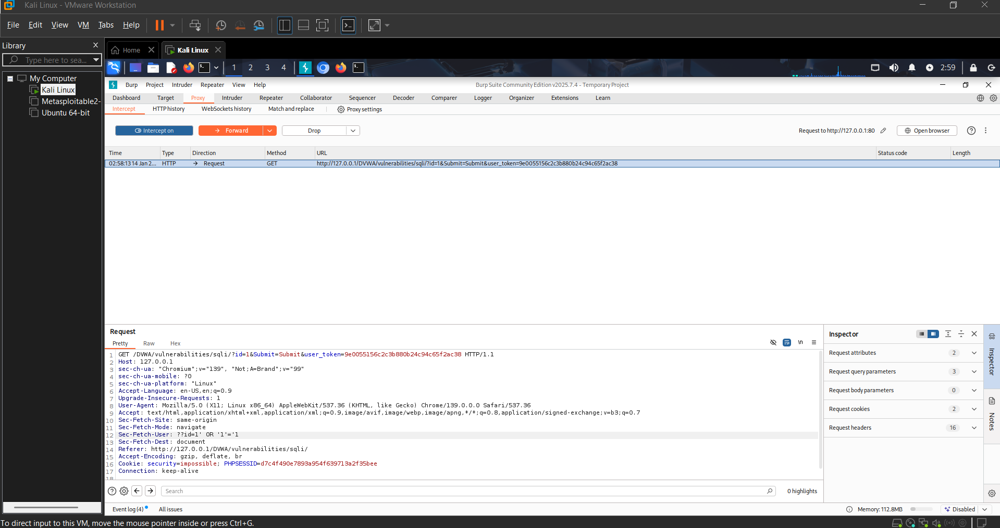 Kali Linux - VMware Workstation
File Edit View VM Tabs Help
Library
Type here to sea...
My Computer
Kali Linux
Metasploitable2-
Ubuntu 64-bit
Home
Kali Linux
1 2 3 4
2:59
Burp Project Intruder Repeater View Help
Burp Suite Community Edition v2025.7.4 - Temporary Project
Dashboard Target Proxy Intruder Repeater Collaborator Sequencer Decoder Comparer Logger Organizer Extensions Learn
Intercept HTTP history WebSockets history Match and replace Proxy settings
Intercept on Forward Drop Request to http://127.0.0.1:80 Open browser
Time Type Direction Method URL Status code Length
02:58:13 14 Jan 2... HTTP Request GET http://127.0.0.1/DVWA/vulnerabilities/sqli/?id=1&Submit=Submit&user_token=9e0055156c2c3b880b24c94c65f2ac38
Request
Pretty Raw Hex
\n
1 GET /DVWA/vulnerabilities/sqli/?id=1&Submit=Submit&user_token=9e0055156c2c3b880b24c94c65f2ac38 HTTP/1.1
2 Host: 127.0.0.1
3 sec-ch-ua: "Chromium";v="139", "Not;A=Brand";v="99"
4 sec-ch-ua-mobile: ?0
5 sec-ch-ua-platform: "Linux"
6 Accept-Language: en-US,en;q=0.9
7 Upgrade-Insecure-Requests: 1
8 User-Agent: Mozilla/5.0 (X11; Linux x86_64) AppleWebKit/537.36 (KHTML, like Gecko) Chrome/139.0.0.0 Safari/537.36
9 Accept: text/html,application/xhtml+xml,application/xml;q=0.9,image/avif,image/webp,image/apng,*/*;q=0.8,application/signed-exchange;v=b3;q=0.7
10 Sec-Fetch-Site: same-origin
11 Sec-Fetch-Mode: navigate
12 Sec-Fetch-User: ??id=1' OR '1'='1
13 Sec-Fetch-Dest: document
14 Referer: http://127.0.0.1/DVWA/vulnerabilities/sqli/
15 Accept-Encoding: gzip, deflate, br
16 Cookie: security=impossible; PHPSESSID=d7c4f490e7893a954f639713a2f35bee
17 Connection: keep-alive
18
Inspector
Request attributes 2
Request query parameters 3
Request body parameters 0
Request cookies 2
Request headers 16
Inspector
Notes
Search
0 highlights
Event log (4) All issues
Memory: 112.8MB
Disabled
To direct input to this VM, move the mouse pointer inside or press Ctrl+G.